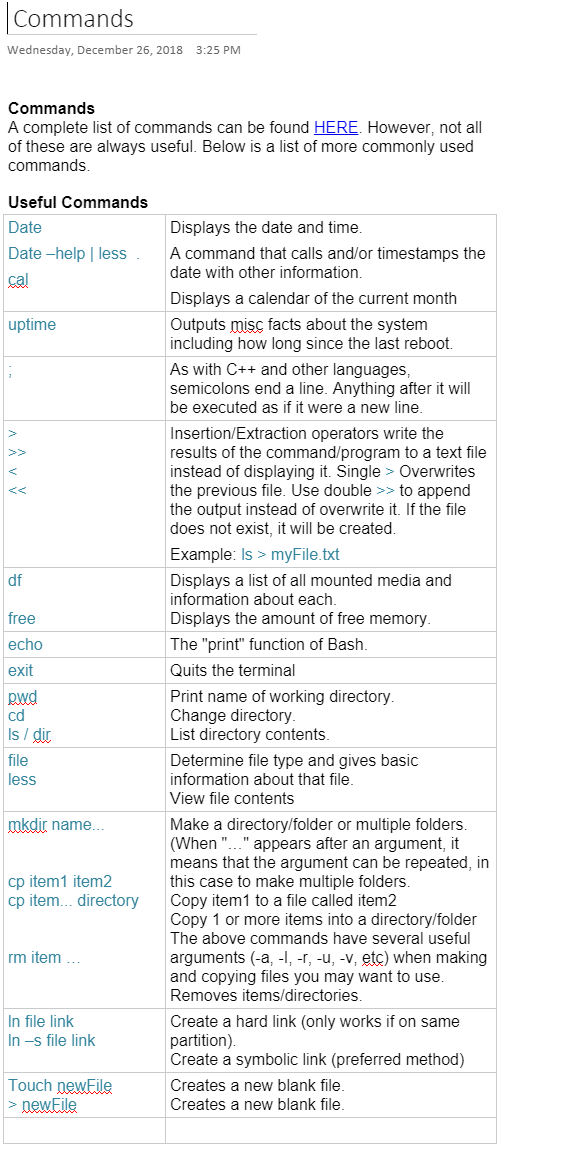 Commands
Wednesday, December 26, 2018 3:25 PM
Commands
A complete list of commands can be found HERE. However, not all
of these are always useful. Below is a list of more commonly used
commands.
Useful Commands
Date
Displays the date and time.
Date –help | less .
A command that calls and/or timestamps the
date with other information.
cal
Displays a calendar of the current month
uptime
Outputs misc facts about the system
including how long since the last reboot.
;
As with C++ and other languages,
semicolons end a line. Anything after it will
be executed as if it were a new line.
>
>>
<
<<
Insertion/Extraction operators write the
results of the command/program to a text file
instead of displaying it. Single > Overwrites
the previous file. Use double >> to append
the output instead of overwrite it. If the file
does not exist, it will be created.
Example: ls > myFile.txt
df
Displays a list of all mounted media and
information about each.
free
Displays the amount of free memory.
echo
The "print" function of Bash.
exit
Quits the terminal
pwd
Print name of working directory.
cd
Change directory.
ls / dir
List directory contents.
file
less
Determine file type and gives basic
information about that file.
View file contents
mkdir name...
Make a directory/folder or multiple folders.
(When "…" appears after an argument, it
means that the argument can be repeated, in
this case to make multiple folders.
cp item1 item2
Copy item1 to a file called item2
cp item... directory
Copy 1 or more items into a directory/folder
The above commands have several useful
arguments (-a, -l, -r, -u, -v, etc) when making
and copying files you may want to use.
rm item …
Removes items/directories.
ln file link
ln –s file link
Create a hard link (only works if on same
partition).
Create a symbolic link (preferred method)
Touch newFile
Creates a new blank file.
> newFile
Creates a new blank file.